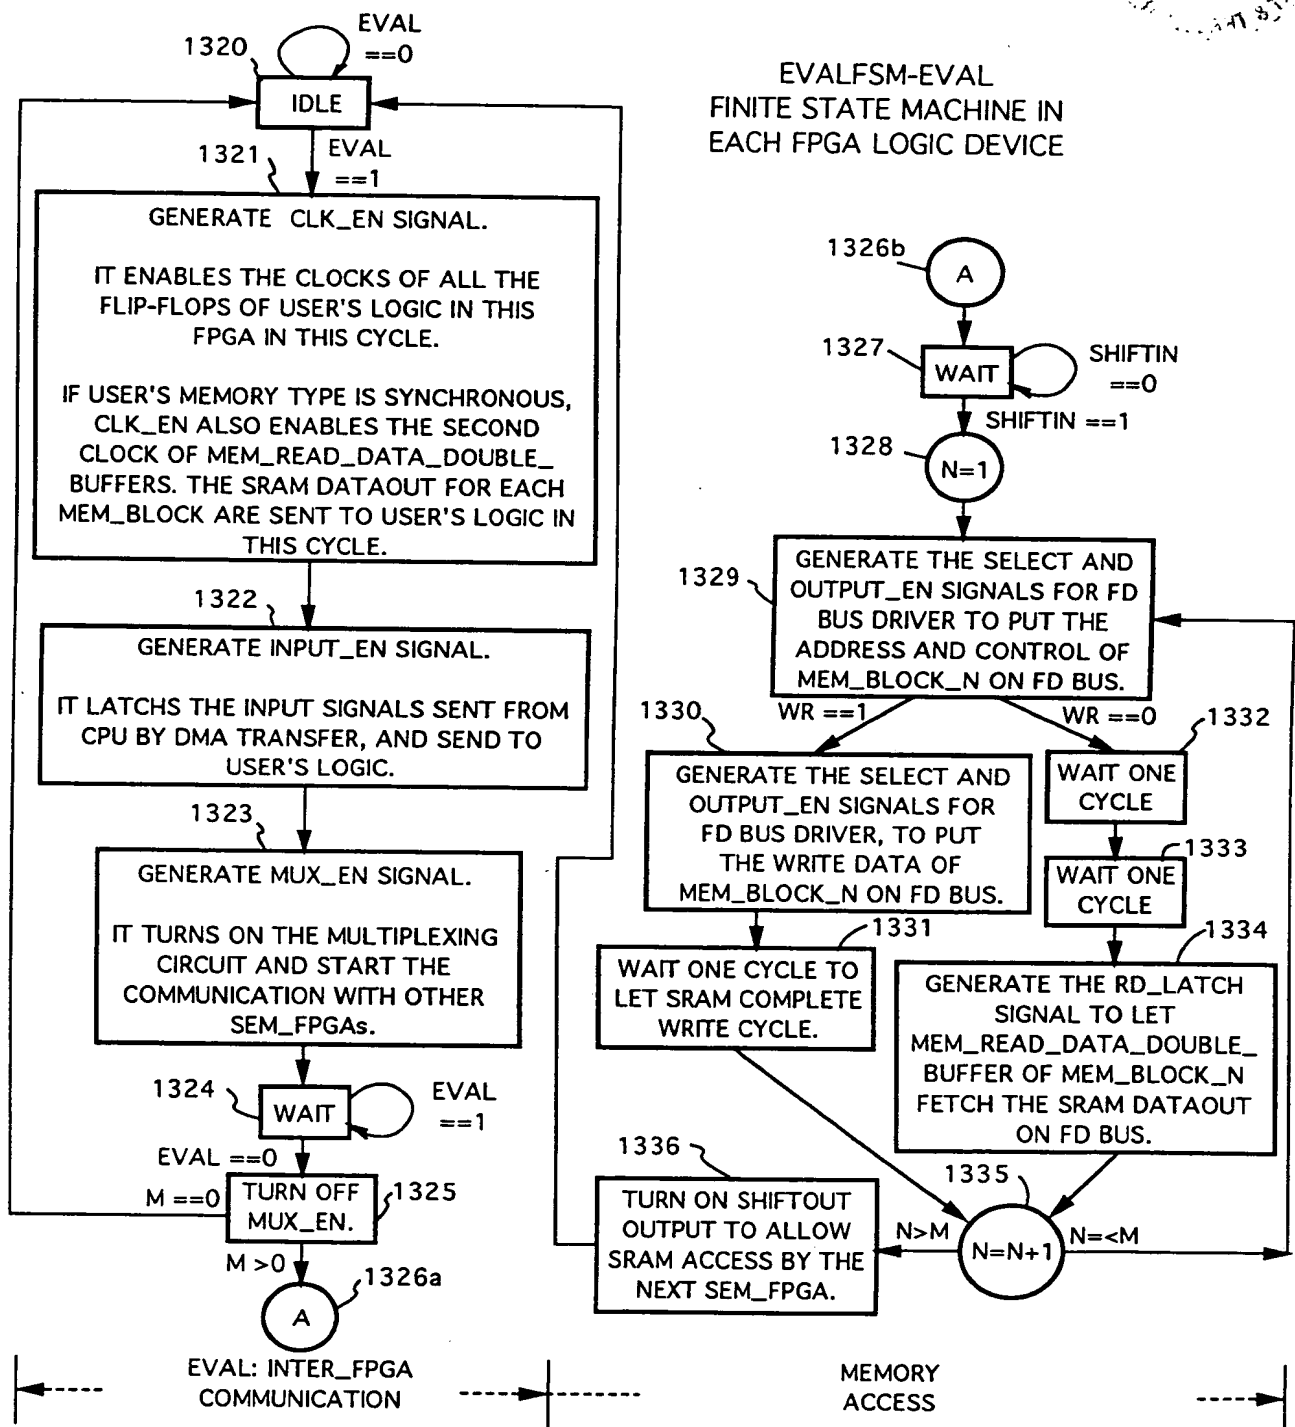 EVAL
==0
1320
IDLE
EVALFSM-EVAL
FINITE STATE MACHINE IN
EACH FPGA LOGIC DEVICE
1321
EVAL
==1
GENERATE CLK_EN SIGNAL.
IT ENABLES THE CLOCKS OF ALL THE
FLIP-FLOPS OF USER'S LOGIC IN THIS
FPGA IN THIS CYCLE.
IF USER'S MEMORY TYPE IS SYNCHRONOUS,
CLK_EN ALSO ENABLES THE SECOND
CLOCK OF MEM_READ_DATA_DOUBLE_
BUFFERS. THE SRAM DATAOUT FOR EACH
MEM_BLOCK ARE SENT TO USER'S LOGIC IN
THIS CYCLE.
1322
GENERATE INPUT_EN SIGNAL.
IT LATCHS THE INPUT SIGNALS SENT FROM
CPU BY DMA TRANSFER, AND SEND TO
USER'S LOGIC.
1323
GENERATE MUX_EN SIGNAL.
IT TURNS ON THE MULTIPLEXING
CIRCUIT AND START THE
COMMUNICATION WITH OTHER
SEM_FPGAs.
1324
WAIT
EVAL
==1
EVAL ==0
M ==0
TURN OFF
MUX_EN.
1325
M >0
1326a
A
EVAL: INTER_FPGA
COMMUNICATION
1326b
A
1327
WAIT
SHIFTIN
==0
SHIFTIN ==1
1328
N=1
1329
GENERATE THE SELECT AND
OUTPUT_EN SIGNALS FOR FD
BUS DRIVER TO PUT THE
ADDRESS AND CONTROL OF
MEM_BLOCK_N ON FD BUS.
1330
WR ==1
WR ==0
1332
GENERATE THE SELECT AND
OUTPUT_EN SIGNALS FOR
FD BUS DRIVER, TO PUT
THE WRITE DATA OF
MEM_BLOCK_N ON FD BUS.
WAIT ONE
CYCLE
1333
WAIT ONE
CYCLE
1331
WAIT ONE CYCLE TO
LET SRAM COMPLETE
WRITE CYCLE.
1334
GENERATE THE RD_LATCH
SIGNAL TO LET
MEM_READ_DATA_DOUBLE_
BUFFER OF MEM_BLOCK_N
FETCH THE SRAM DATAOUT
ON FD BUS.
1336
1335
TURN ON SHIFTOUT
OUTPUT TO ALLOW
SRAM ACCESS BY THE
NEXT SEM_FPGA.
N>M
N=N+1
N=<M
MEMORY
ACCESS